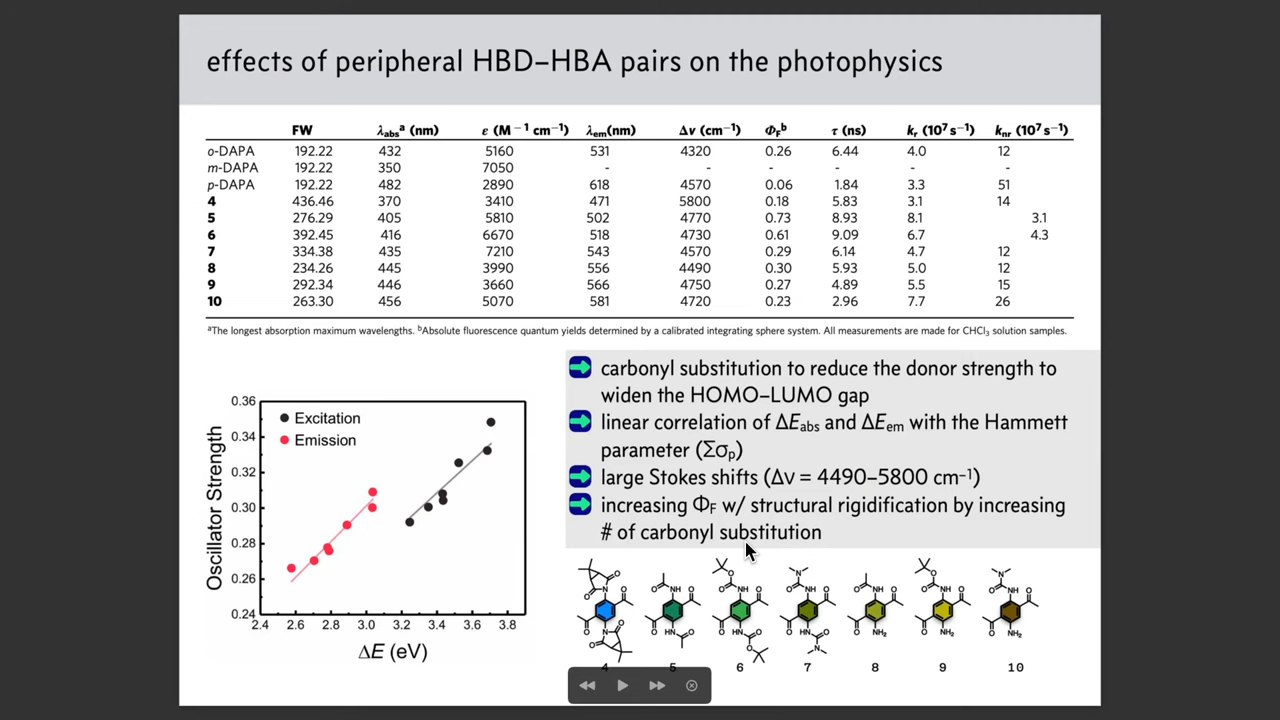 effects of peripheral HBD–HBA pairs on the photophysics
FW λabsᵃ (nm) ε (M⁻¹ cm⁻¹) λem(nm) Δν (cm⁻¹) ΦFᵇ τ (ns) kr (10⁷ s⁻¹) knr (10⁷ s⁻¹)
o-DAPA 192.22 432 5160 531 4320 0.26 6.44 4.0 12
m-DAPA 192.22 350 7050 - - - - - -
p-DAPA 192.22 482 2890 618 4570 0.06 1.84 3.3 51
4 436.46 370 3410 471 5800 0.18 5.83 3.1 14
5 276.29 405 5810 502 4770 0.73 8.93 8.1 3.1
6 392.45 416 6670 518 4730 0.61 9.09 6.7 4.3
7 334.38 435 7210 543 4570 0.29 6.14 4.7 12
8 234.26 445 3990 556 4490 0.30 5.93 5.0 12
9 292.34 446 3660 566 4750 0.27 4.89 5.5 15
10 263.30 456 5070 581 4720 0.23 2.96 7.7 26
ᵃThe longest absorption maximum wavelengths. ᵇAbsolute fluorescence quantum yields determined by a calibrated integrating sphere system. All measurements are made for CHCl₃ solution samples.
carbonyl substitution to reduce the donor strength to
widen the HOMO–LUMO gap
linear correlation of ΔEabs and ΔEem with the Hammett
parameter (Σσp)
large Stokes shifts (Δν = 4490–5800 cm⁻¹)
increasing ΦF w/ structural rigidification by increasing
# of carbonyl substitution
Oscillator Strength
0.36
0.34
0.32
0.30
0.28
0.26
0.24
Excitation
Emission
2.4 2.6 2.8 3.0 3.2 3.4 3.6 3.8
ΔE (eV)
4 5 6 7 8 9 10